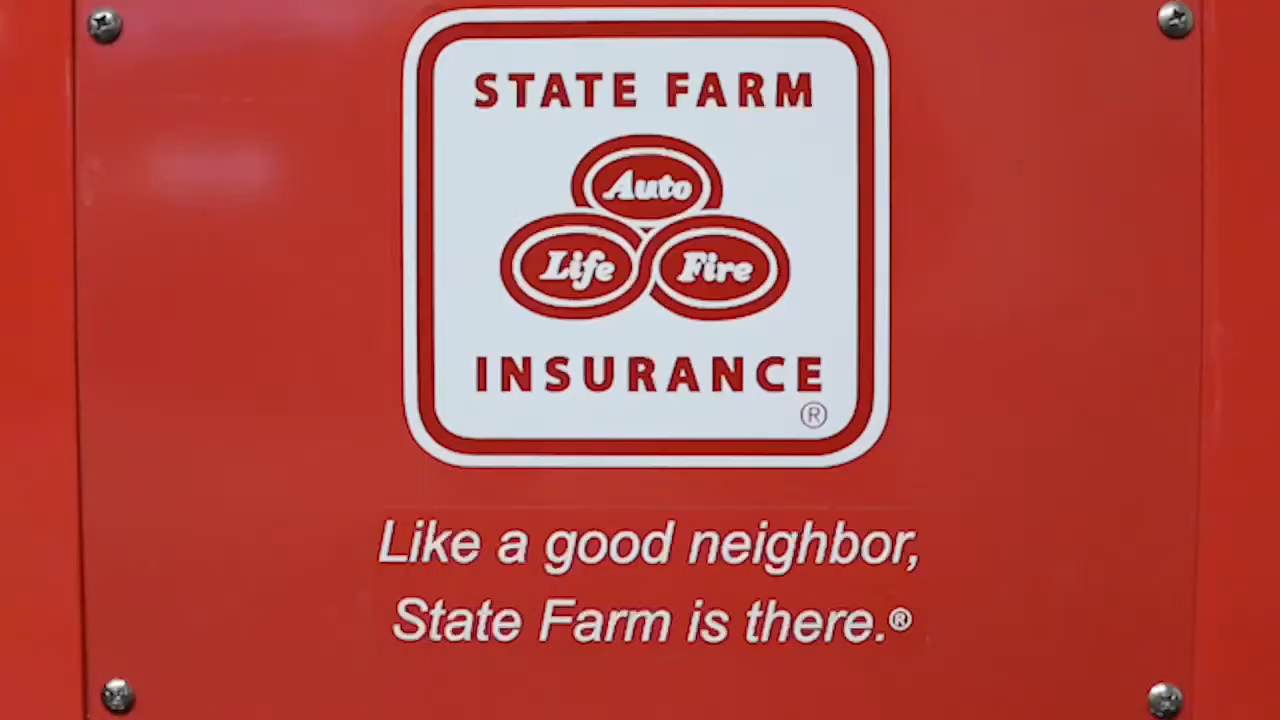 STATE FARM
Auto
Life Fire
INSURANCE
®
Like a good neighbor,
State Farm is there.®